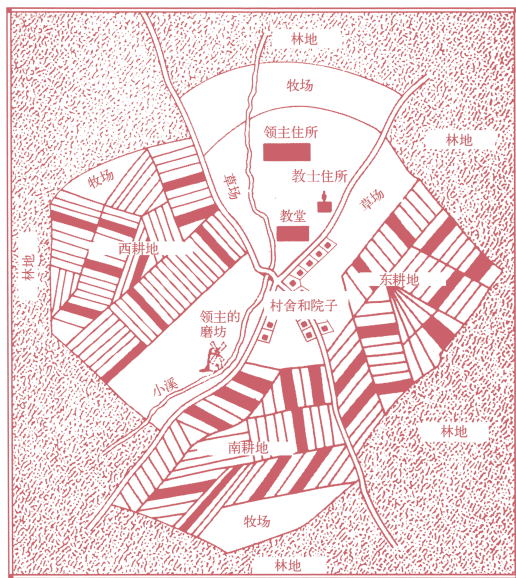 林地
牧场
林地
领主住所
教士住所
牧场
草场
草场
教堂
西耕地
林地
东耕地
村舍和院子
领主的
磨坊
小溪
林地
南耕地
牧场
林地